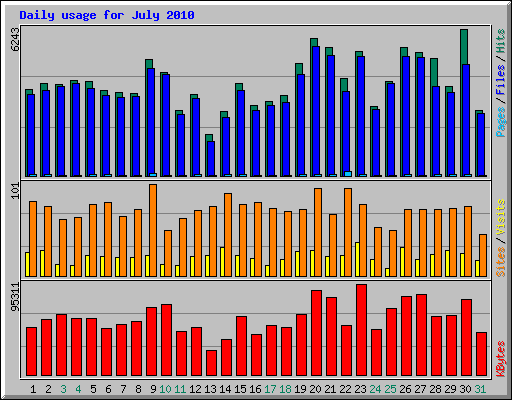 Daily usage for July 2010
6243
Pages / Files / Hits
101
Sites / Visits
95311
KBytes
1 2 3 4 5 6 7 8 9 10 11 12 13 14 15 16 17 18 19 20 21 22 23 24 25 26 27 28 29 30 31